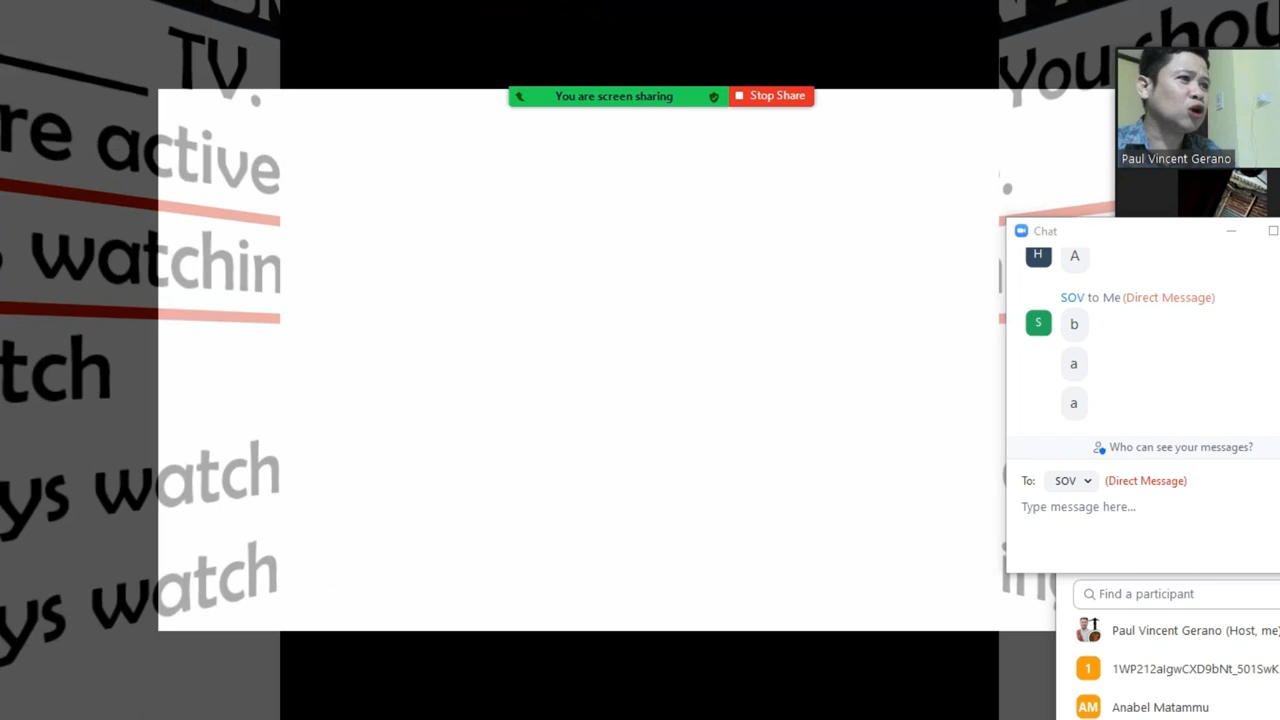 TV.
You shou
re active
watchin
tch
ys watch
ys watch
You are screen sharing
Stop Share
Paul Vincent Gerano
Chat
H
A
SOV to Me (Direct Message)
S
b
a
a
Who can see your messages?
To: SOV (Direct Message)
Type message here...
Find a participant
Paul Vincent Gerano (Host, me)
1
AM Anabel Matammu